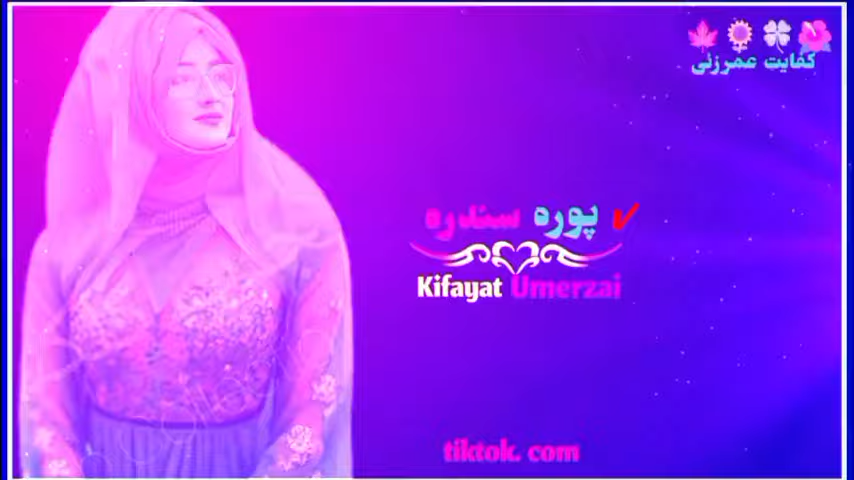 کفایت عمرزئی
پوره سندره
Kifayat Umerzai
tiktok. com